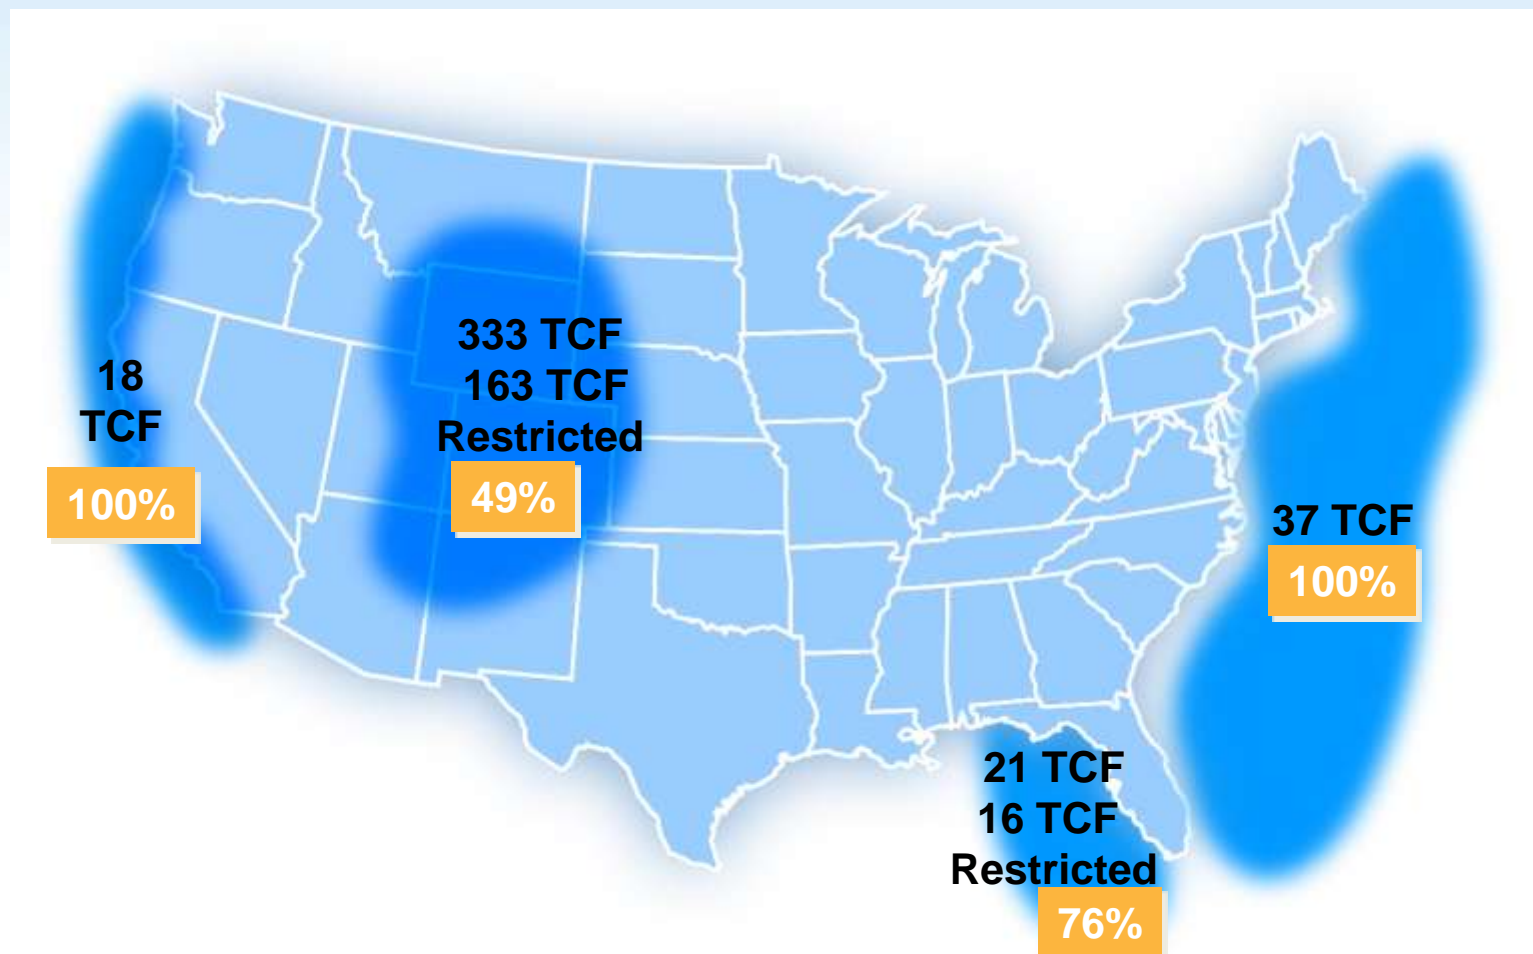 18
TCF
100%
333 TCF
163 TCF
Restricted
49%
37 TCF
100%
21 TCF
16 TCF
Restricted
76%